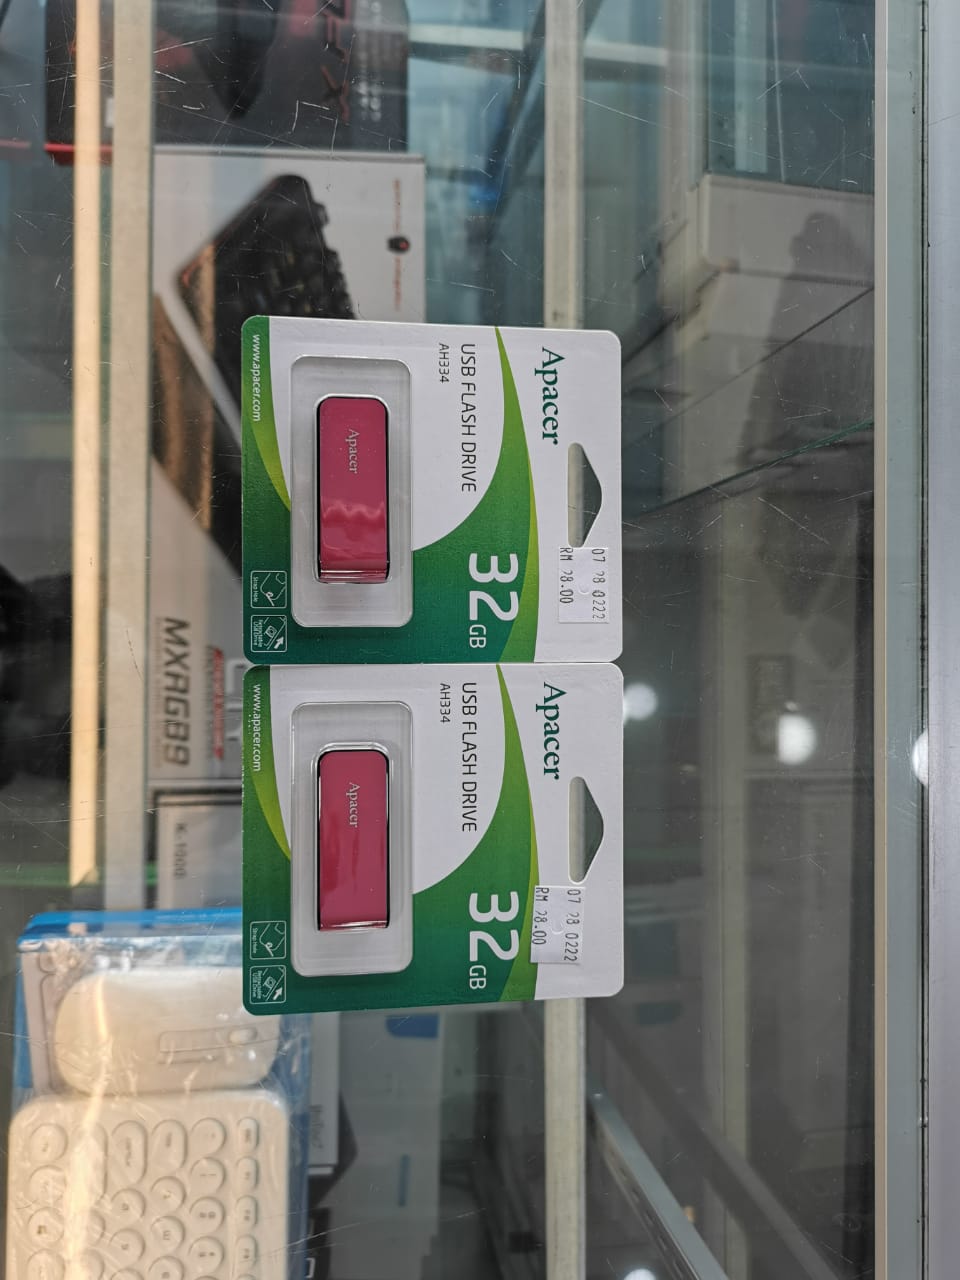 07 28 0222
RM 28.00
Apacer
32GB
USB FLASH DRIVE
AH334
Apacer
www.apacer.com
Strap Hole
Retractable
USB Drive
07 28 0222
RM 28.00
Apacer
32GB
USB FLASH DRIVE
AH334
Apacer
www.apacer.com
Strap Hole
Retractable
USB Drive
MXRGB9
K-1000